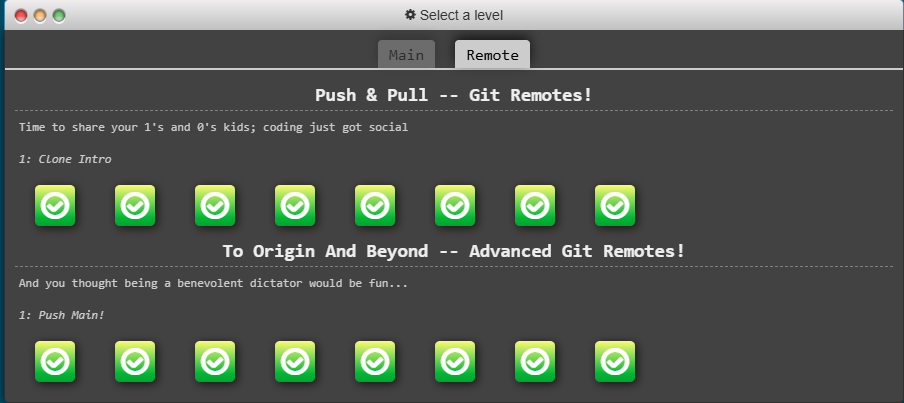 Select a level
Main
Remote
Push & Pull -- Git Remotes!
Time to share your 1's and 0's kids; coding just got social
1: Clone Intro
To Origin And Beyond -- Advanced Git Remotes!
And you thought being a benevolent dictator would be fun...
1: Push Main!